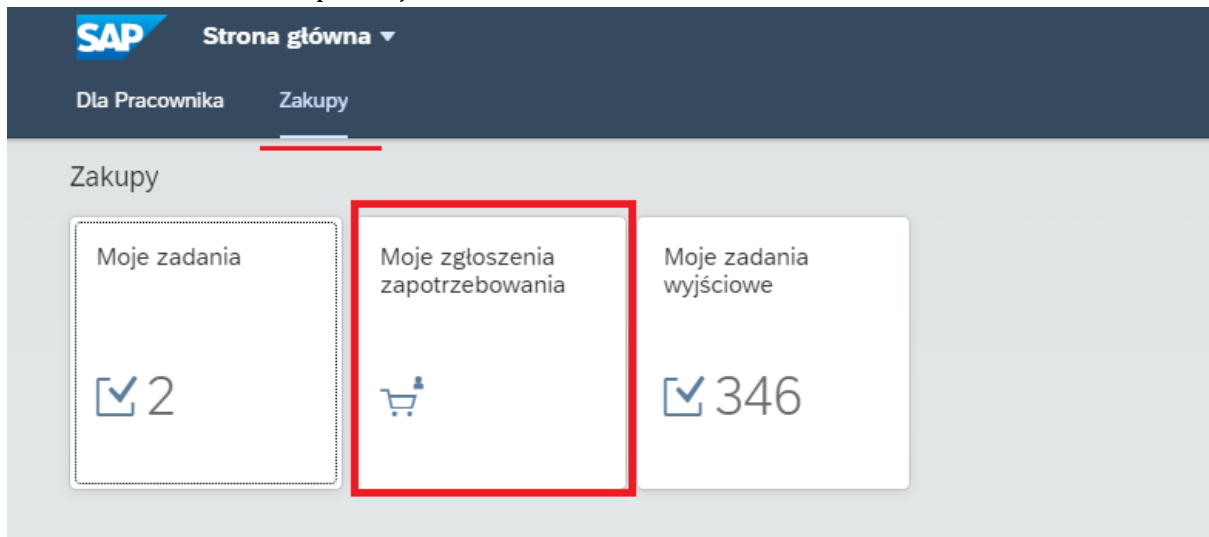 SAP Strona główna
Dla Pracownika Zakupy
Zakupy
Moje zadania
2
Moje zgłoszenia
zapotrzebowania
Moje zadania
wyjściowe
346